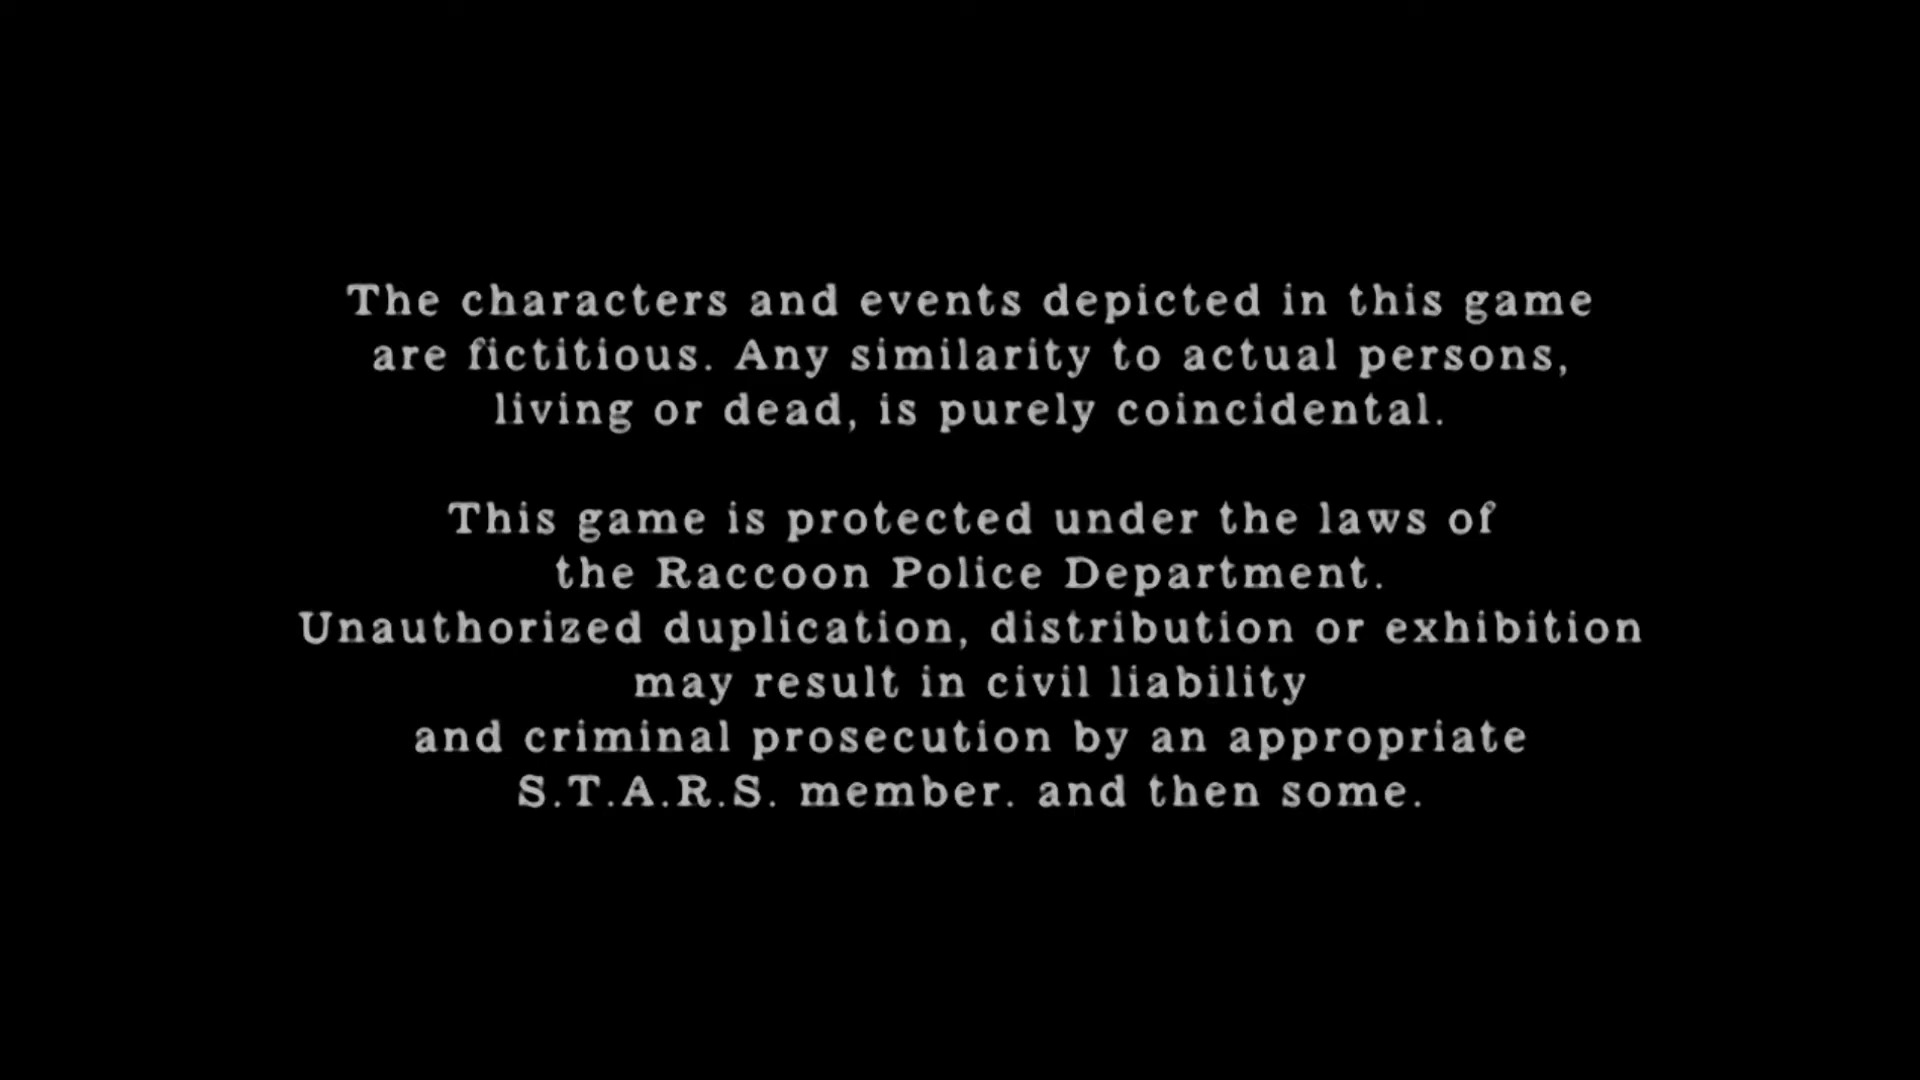 The characters and events depicted in this game
are fictitious. Any similarity to actual persons,
living or dead, is purely coincidental.
This game is protected under the laws of
the Raccoon Police Department.
Unauthorized duplication, distribution or exhibition
may result in civil liability
and criminal prosecution by an appropriate
S.T.A.R.S. member. and then some.